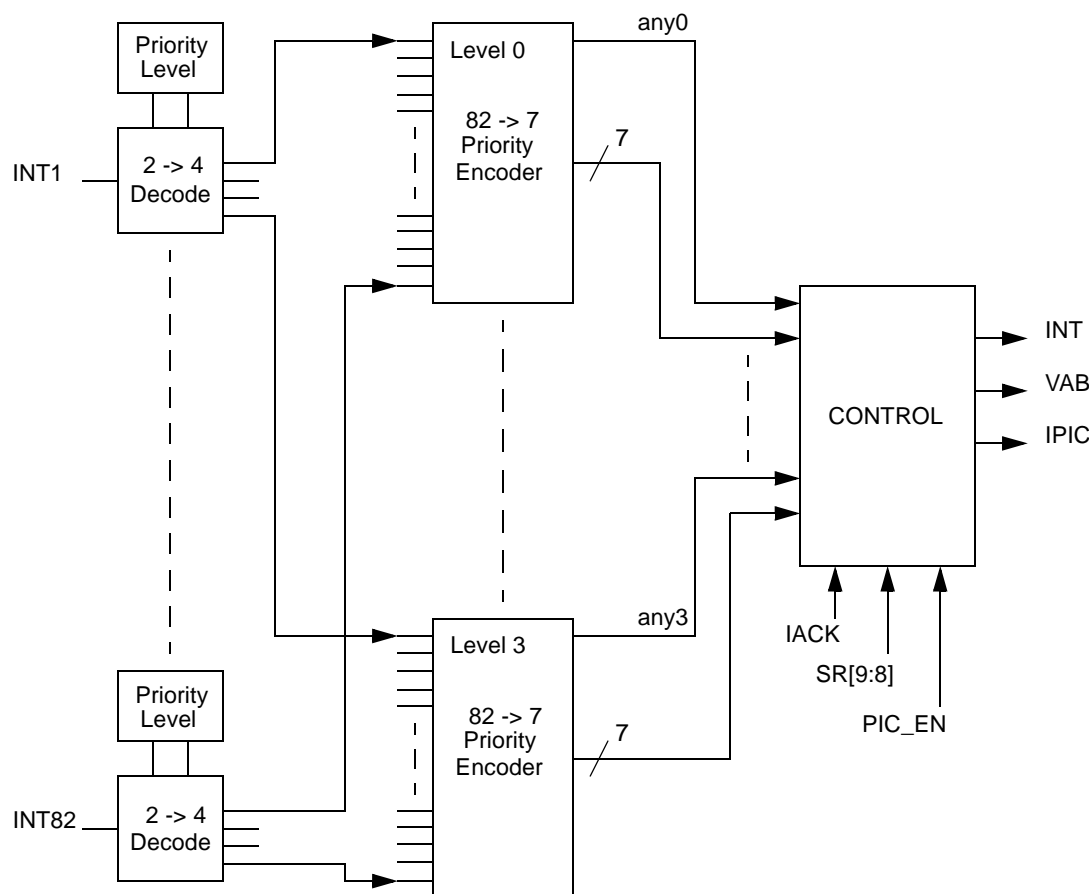 any0
Priority
Level
Level 0
82 -> 7
Priority
Encoder
7
INT1
2 -> 4
Decode
INT
VAB
IPIC
CONTROL
any3
Level 3
IACK
SR[9:8]
PIC_EN
Priority
Level
82 -> 7
Priority
Encoder
7
INT82
2 -> 4
Decode